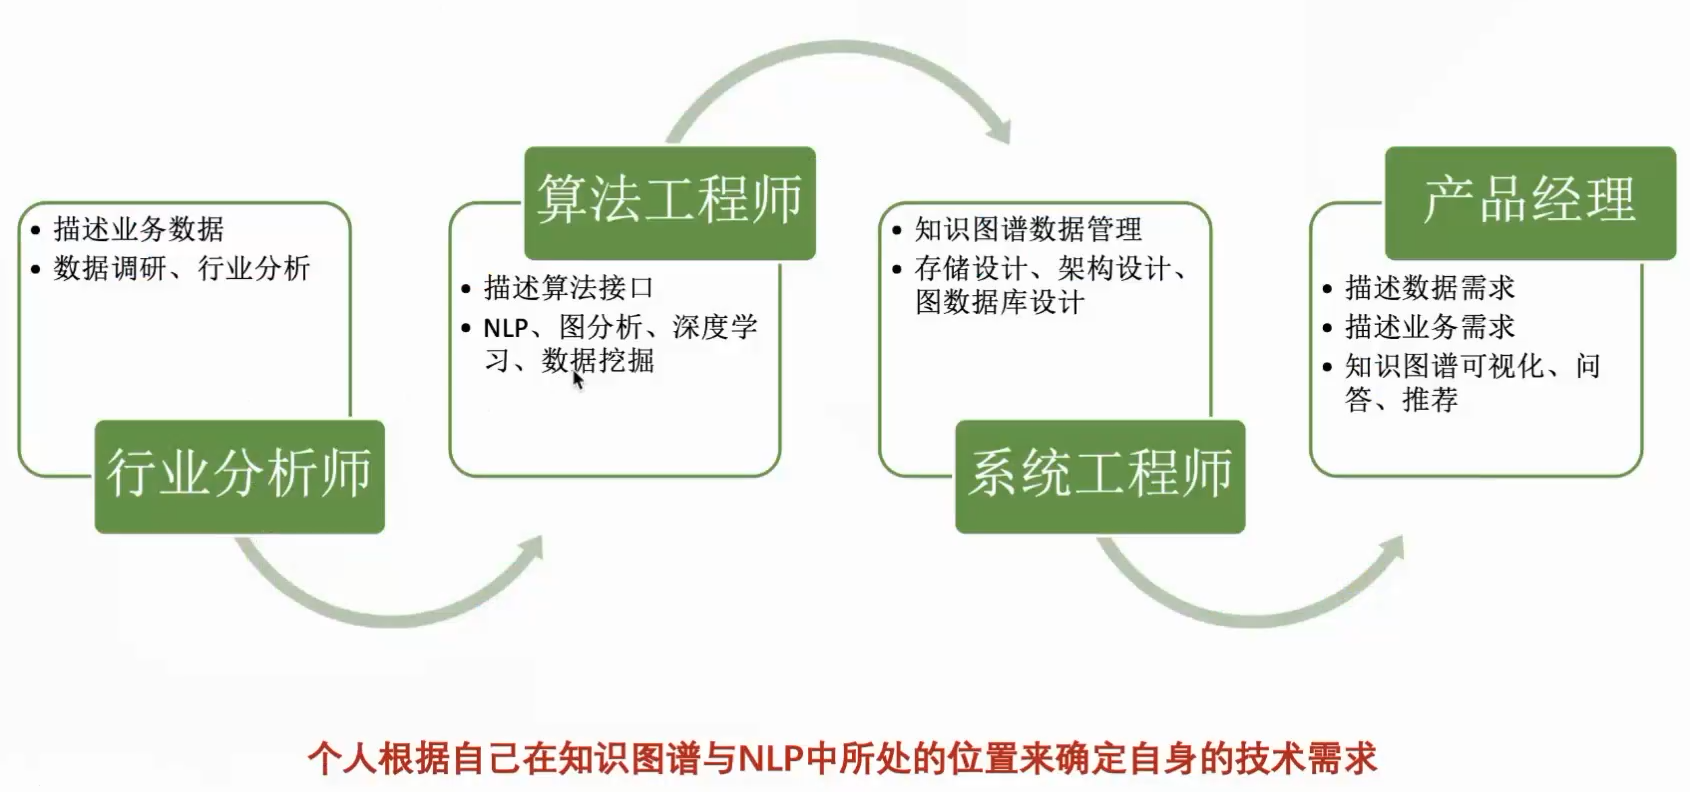 描述业务数据
数据调研、行业分析
行业分析师
算法工程师
描述算法接口
NLP、图分析、深度学
习、数据挖掘
知识图谱数据管理
存储设计、架构设计、
图数据库设计
系统工程师
产品经理
描述数据需求
描述业务需求
知识图谱可视化、问
答、推荐
个人根据自己在知识图谱与NLP中所处的位置来确定自身的技术需求